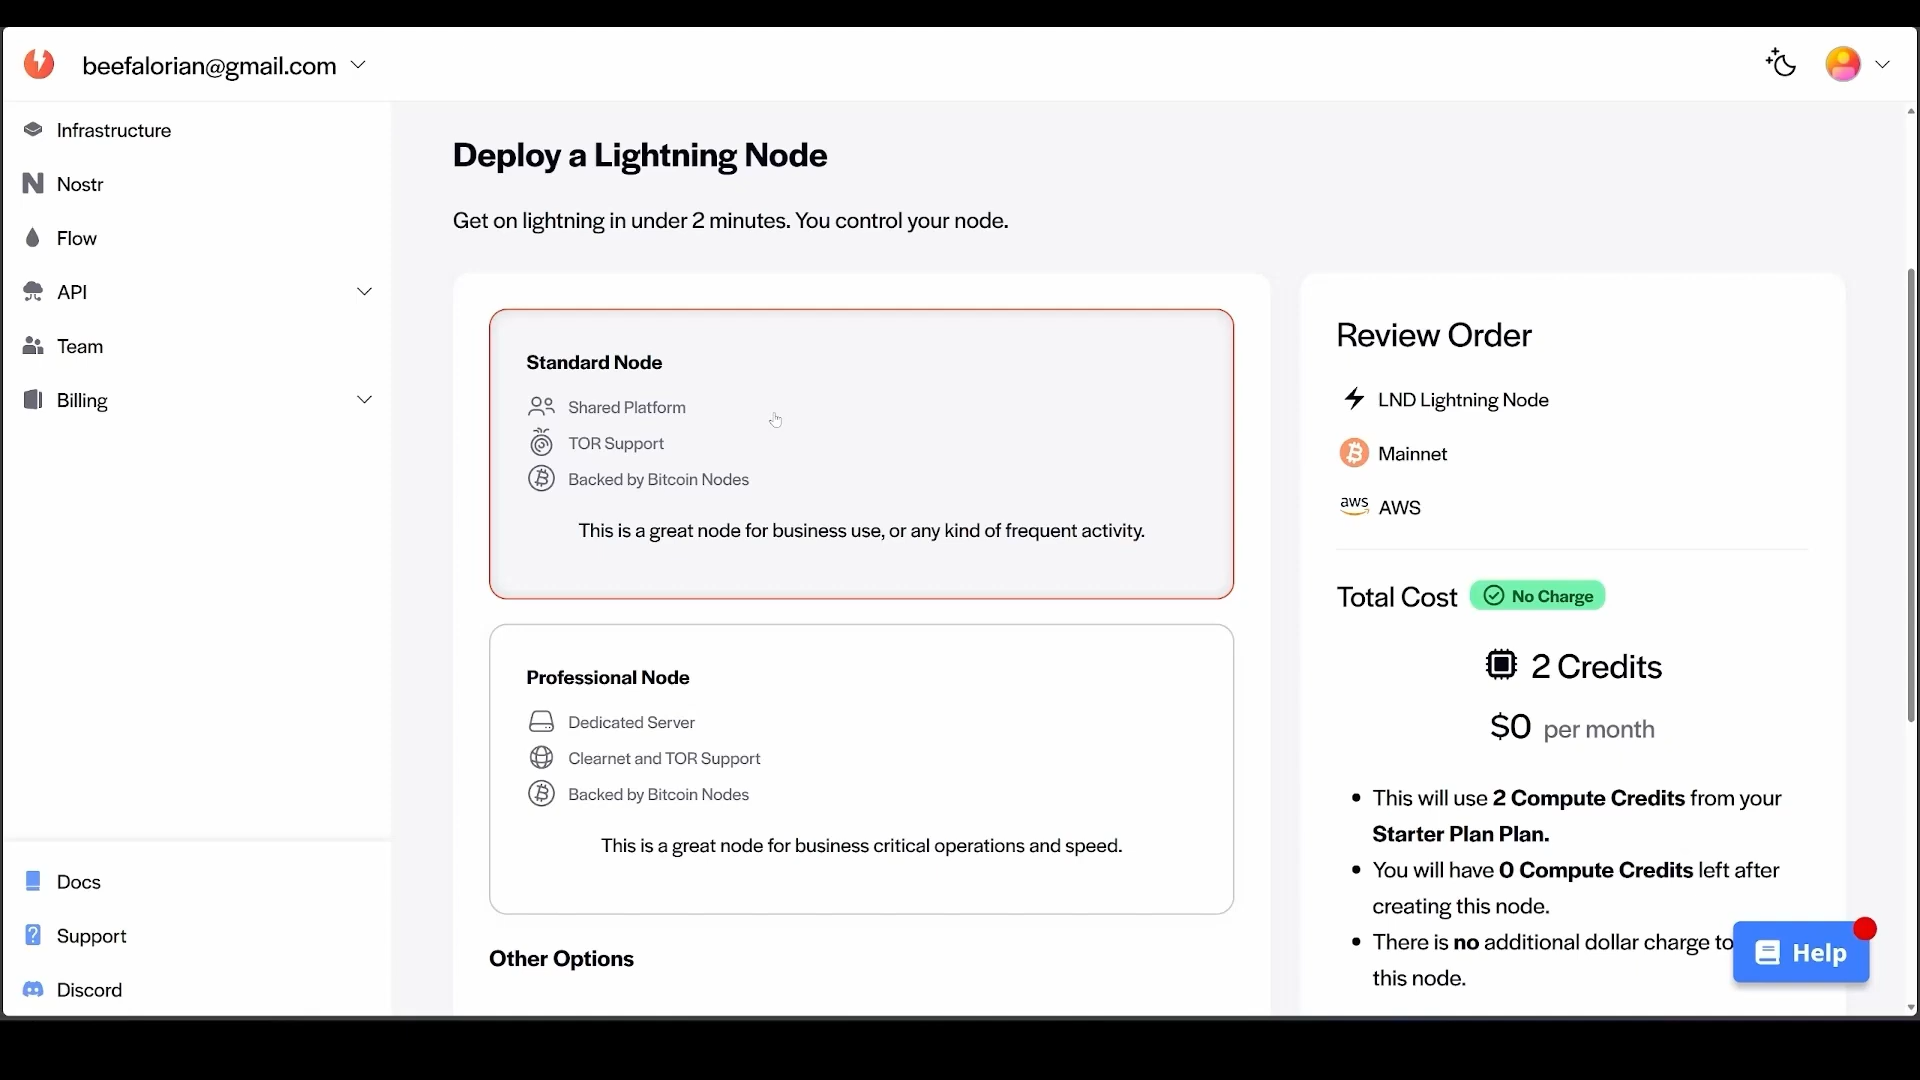 beefalorian@gmail.com
Infrastructure
Nostr
Flow
API
Team
Billing
Docs
Support
Discord
Deploy a Lightning Node
Get on lightning in under 2 minutes. You control your node.
Standard Node
Shared Platform
TOR Support
Backed by Bitcoin Nodes
This is a great node for business use, or any kind of frequent activity.
Professional Node
Dedicated Server
Clearnet and TOR Support
Backed by Bitcoin Nodes
This is a great node for business critical operations and speed.
Other Options
Review Order
LND Lightning Node
Mainnet
aws AWS
Total Cost No Charge
2 Credits
$0 per month
• This will use 2 Compute Credits from your
Starter Plan Plan.
• You will have 0 Compute Credits left after
creating this node.
• There is no additional dollar charge to
this node.
Help